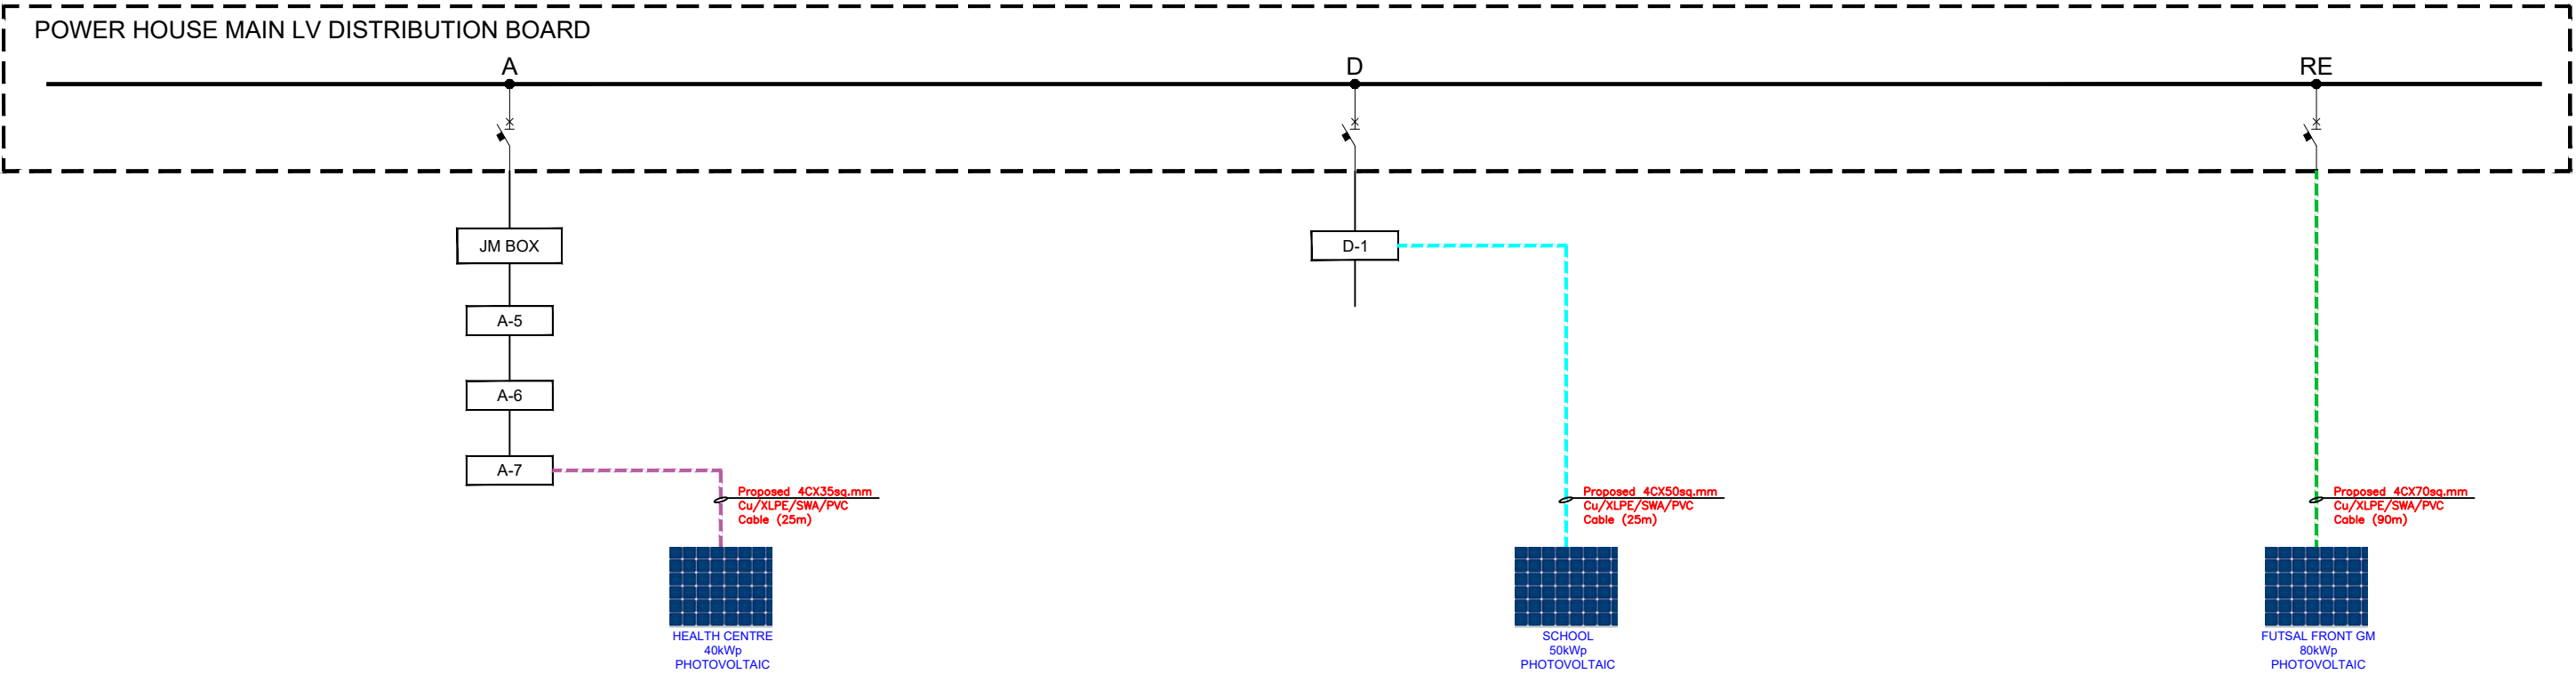 POWER HOUSE MAIN LV DISTRIBUTION BOARD
A
D
RE
JM BOX
D-1
A-5
A-6
A-7
Proposed 4CX35sq.mm
Cu/XLPE/SWA/PVC
Cable (25m)
Proposed 4CX50sq.mm
Cu/XLPE/SWA/PVC
Cable (25m)
Proposed 4CX70sq.mm
Cu/XLPE/SWA/PVC
Cable (90m)
HEALTH CENTRE
40kWp
PHOTOVOLTAIC
SCHOOL
50kWp
PHOTOVOLTAIC
FUTSAL FRONT GM
80kWp
PHOTOVOLTAIC